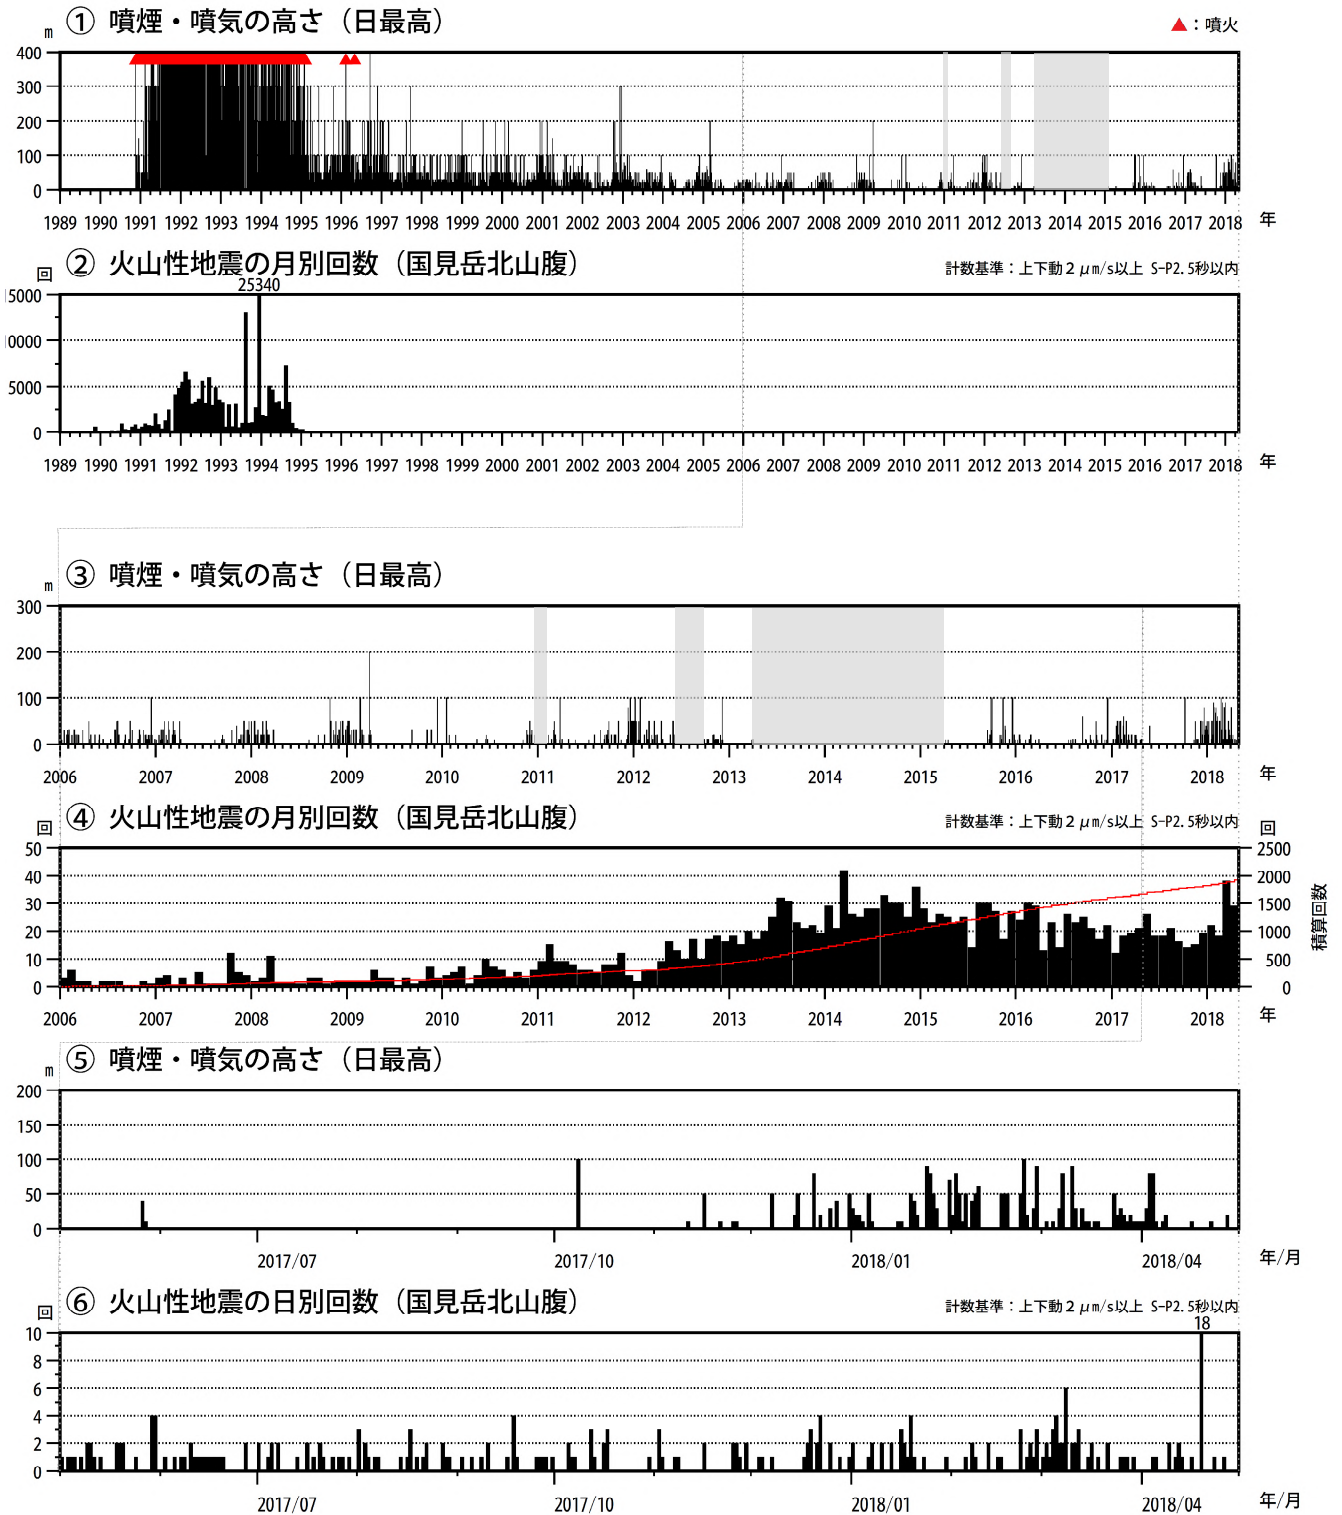 ① 噴煙・噴気の高さ（日最高）
m
▲：噴火
400
300
200
100
0
1989 1990 1991 1992 1993 1994 1995 1996 1997 1998 1999 2000 2001 2002 2003 2004 2005 2006 2007 2008 2009 2010 2011 2012 2013 2014 2015 2016 2017 2018 年
② 火山性地震の月別回数（国見岳北山腹）
回
計数基準：上下動２μm/s以上 S-P2.5秒以内
25340
15000
10000
5000
0
1989 1990 1991 1992 1993 1994 1995 1996 1997 1998 1999 2000 2001 2002 2003 2004 2005 2006 2007 2008 2009 2010 2011 2012 2013 2014 2015 2016 2017 2018 年
③ 噴煙・噴気の高さ（日最高）
m
300
200
100
0
2006 2007 2008 2009 2010 2011 2012 2013 2014 2015 2016 2017 2018 年
④ 火山性地震の月別回数（国見岳北山腹）
回
計数基準：上下動２μm/s以上 S-P2.5秒以内
回
50 2500
40 2000
30 1500
20 1000
10 500
0 0
積算回数
2006 2007 2008 2009 2010 2011 2012 2013 2014 2015 2016 2017 2018 年
⑤ 噴煙・噴気の高さ（日最高）
m
200
150
100
50
0
2017/07 2017/10 2018/01 2018/04 年/月
⑥ 火山性地震の日別回数（国見岳北山腹）
回
計数基準：上下動２μm/s以上 S-P2.5秒以内
18
10
8
6
4
2
0
2017/07 2017/10 2018/01 2018/04 年/月